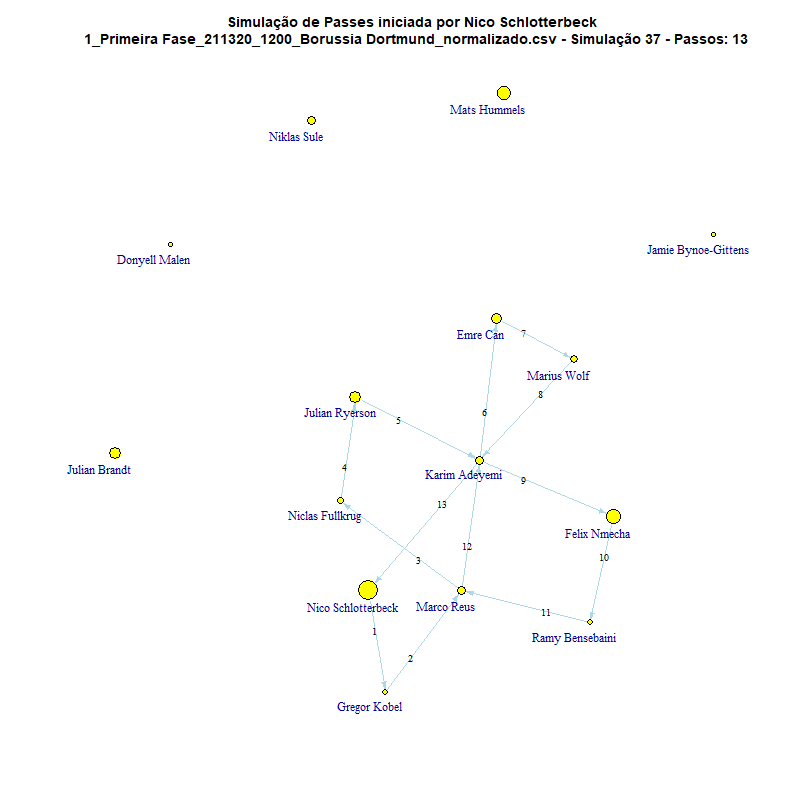 Simulação de Passes iniciada por Nico Schlotterbeck
1_Primeira Fase_211320_1200_Borussia Dortmund_normalizado.csv - Simulação 37 - Passos: 13
Mats Hummels
Niklas Sule
Jamie Bynoe-Gittens
Donyell Malen
Emre Can
7
Marius Wolf
8
Julian Ryerson
6
5
Julian Brandt
4
Karim Adeyemi
9
13
Niclas Fullkrug
Felix Nmecha
12
10
3
Nico Schlotterbeck
Marco Reus
11
1
Ramy Bensebaini
2
Gregor Kobel